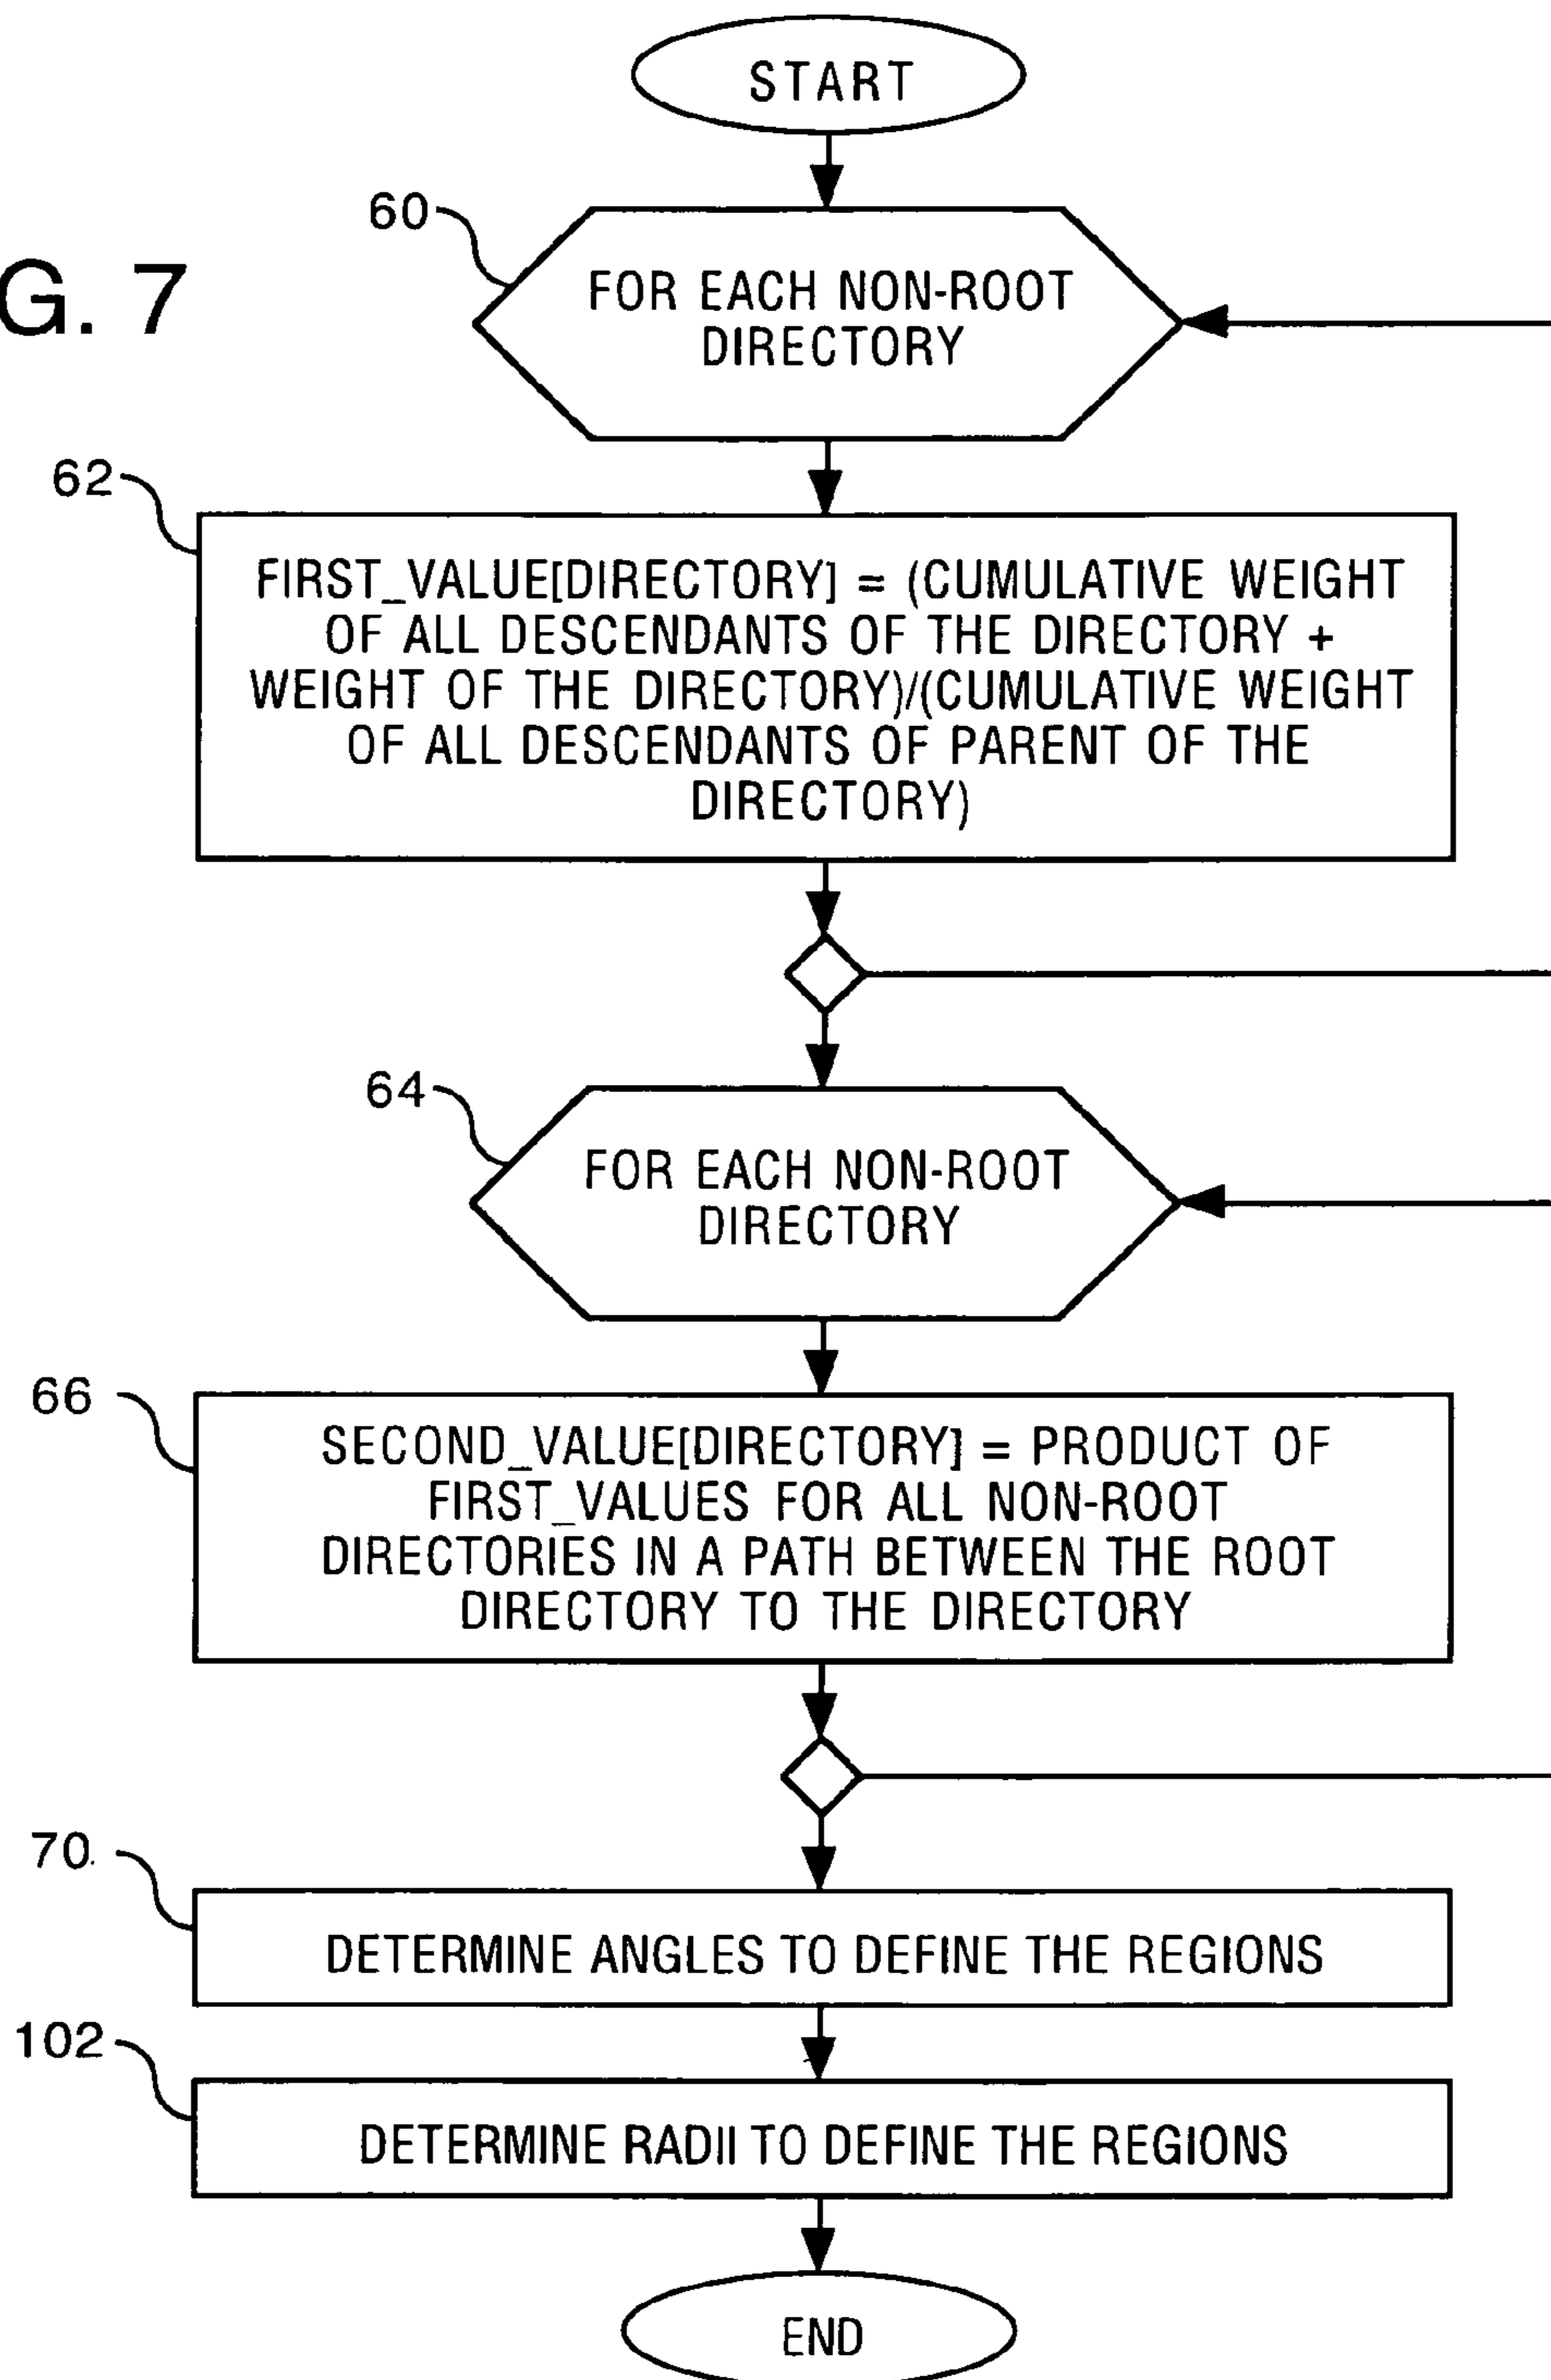 START
60
G. 7
FOR EACH NON-ROOT
DIRECTORY
62
FIRST_VALUE[DIRECTORY] = (CUMULATIVE WEIGHT
OF ALL DESCENDANTS OF THE DIRECTORY +
WEIGHT OF THE DIRECTORY)/(CUMULATIVE WEIGHT
OF ALL DESCENDANTS OF PARENT OF THE
DIRECTORY)
64
FOR EACH NON-ROOT
DIRECTORY
66
SECOND_VALUE[DIRECTORY] = PRODUCT OF
FIRST_VALUES FOR ALL NON-ROOT
DIRECTORIES IN A PATH BETWEEN THE ROOT
DIRECTORY TO THE DIRECTORY
70
DETERMINE ANGLES TO DEFINE THE REGIONS
102
DETERMINE RADII TO DEFINE THE REGIONS
END